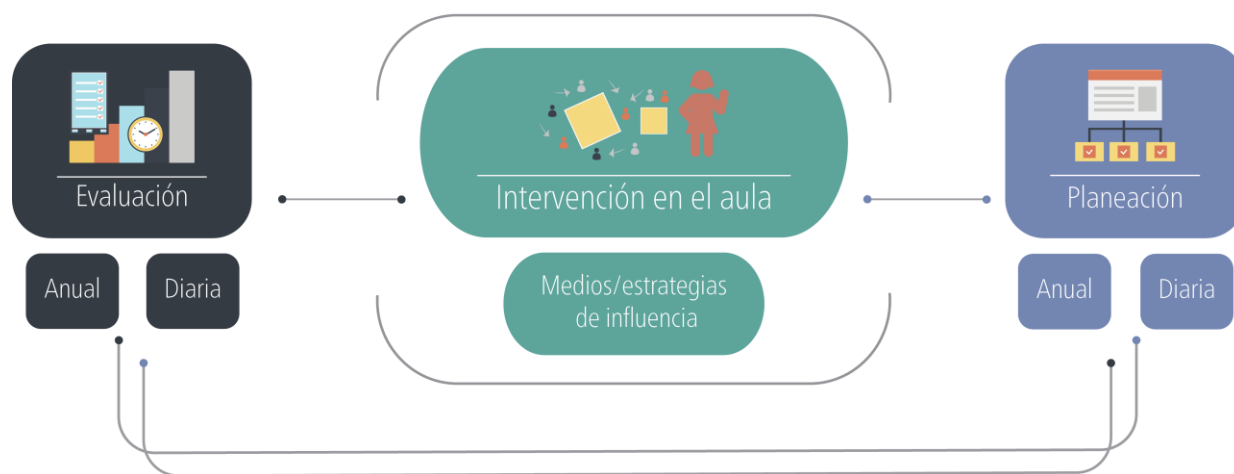 Evaluación
Anual
Diaria
Intervención en el aula
Medios/estrategias
de influencia
Planeación
Anual
Diaria